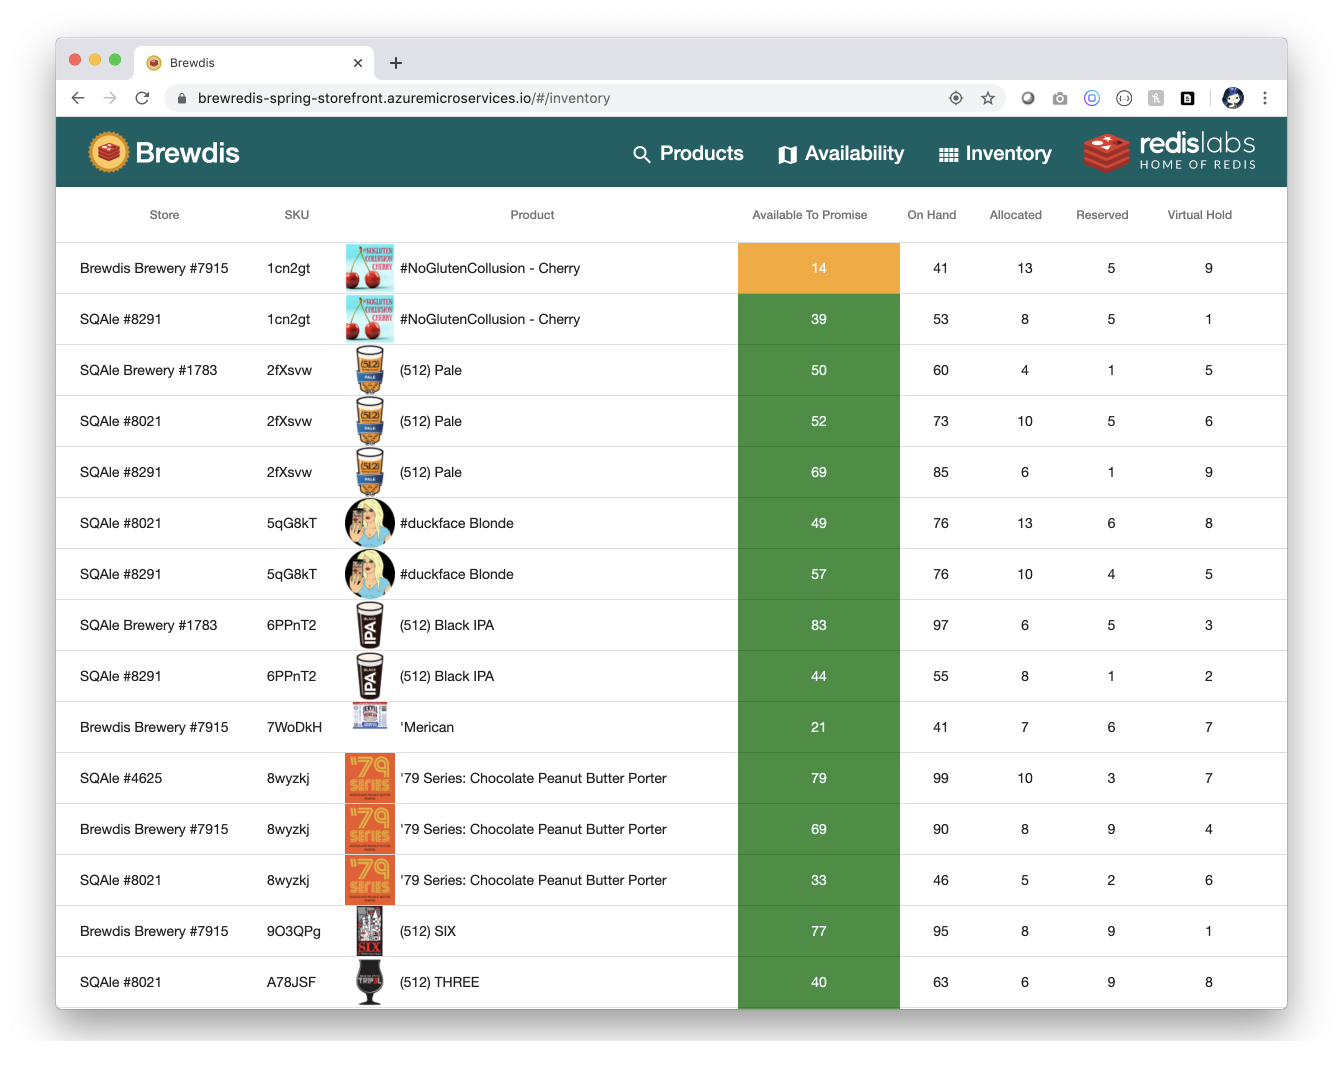 Brewdis
brewredis-spring-storefront.azuremicroservices.io/#/inventory
Brewdis Products Availability Inventory redislabs
HOME OF REDIS
Store SKU Product Available To Promise On Hand Allocated Reserved Virtual Hold
Brewdis Brewery #7915 1cn2gt #NoGlutenCollusion - Cherry 14 41 13 5 9
SQAle #8291 1cn2gt #NoGlutenCollusion - Cherry 39 53 8 5 1
SQAle Brewery #1783 2fXsvw (512) Pale 50 60 4 1 5
SQAle #8021 2fXsvw (512) Pale 52 73 10 5 6
SQAle #8291 2fXsvw (512) Pale 69 85 6 1 9
SQAle #8021 5qG8kT #duckface Blonde 49 76 13 6 8
SQAle #8291 5qG8kT #duckface Blonde 57 76 10 4 5
SQAle Brewery #1783 6PPnT2 (512) Black IPA 83 97 6 5 3
SQAle #8291 6PPnT2 (512) Black IPA 44 55 8 1 2
Brewdis Brewery #7915 7WoDkH 'Merican 21 41 7 6 7
SQAle #4625 8wyzkj '79 Series: Chocolate Peanut Butter Porter 79 99 10 3 7
Brewdis Brewery #7915 8wyzkj '79 Series: Chocolate Peanut Butter Porter 69 90 8 9 4
SQAle #8021 8wyzkj '79 Series: Chocolate Peanut Butter Porter 33 46 5 2 6
Brewdis Brewery #7915 9O3QPg (512) SIX 77 95 8 9 1
SQAle #8021 A78JSF (512) THREE 40 63 6 9 8